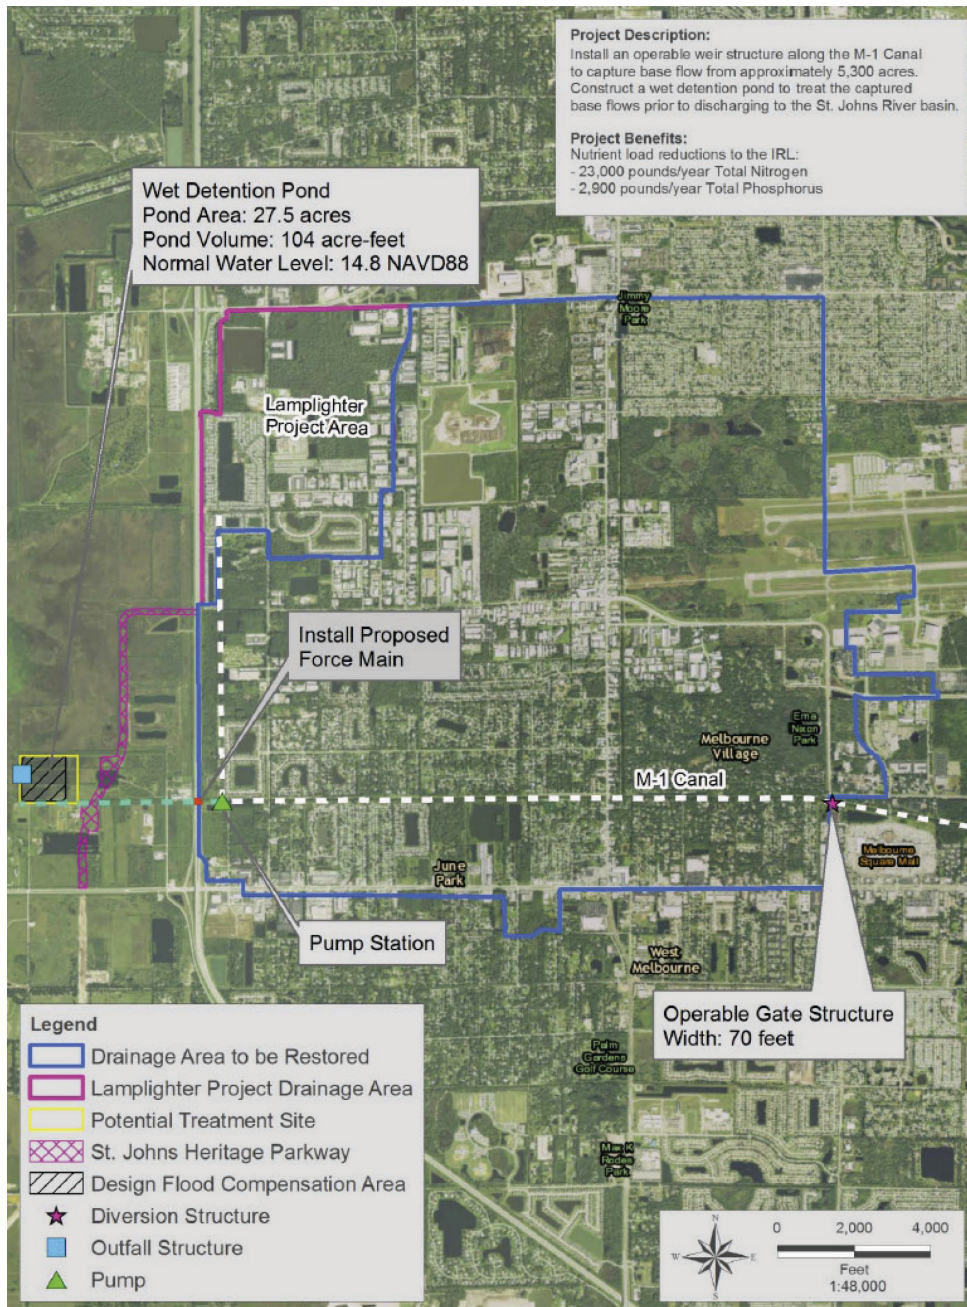 Project Description:
Install an operable weir structure along the M-1 Canal
to capture base flow from approximately 5,300 acres.
Construct a wet detention pond to treat the captured
base flows prior to discharging to the St. Johns River basin.
Project Benefits:
Nutrient load reductions to the IRL:
- 23,000 pounds/year Total Nitrogen
- 2,900 pounds/year Total Phosphorus
Wet Detention Pond
Pond Area: 27.5 acres
Pond Volume: 104 acre-feet
Normal Water Level: 14.8 NAVD88
Jimmy
Moore
Park
Lamplighter
Project Area
Install Proposed
Force Main
Erna
Nixon
Park
Melbourne
Village
M-1 Canal
Melbourne
Square Mall
June
Park
Pump Station
West
Melbourne
Operable Gate Structure
Width: 70 feet
Palm
Gardens
Golf Course
Max K
Rodes
Park
Legend
Drainage Area to be Restored
Lamplighter Project Drainage Area
Potential Treatment Site
St. Johns Heritage Parkway
Design Flood Compensation Area
Diversion Structure
Outfall Structure
Pump
N
W
E
S
0 2,000 4,000
Feet
1:48,000